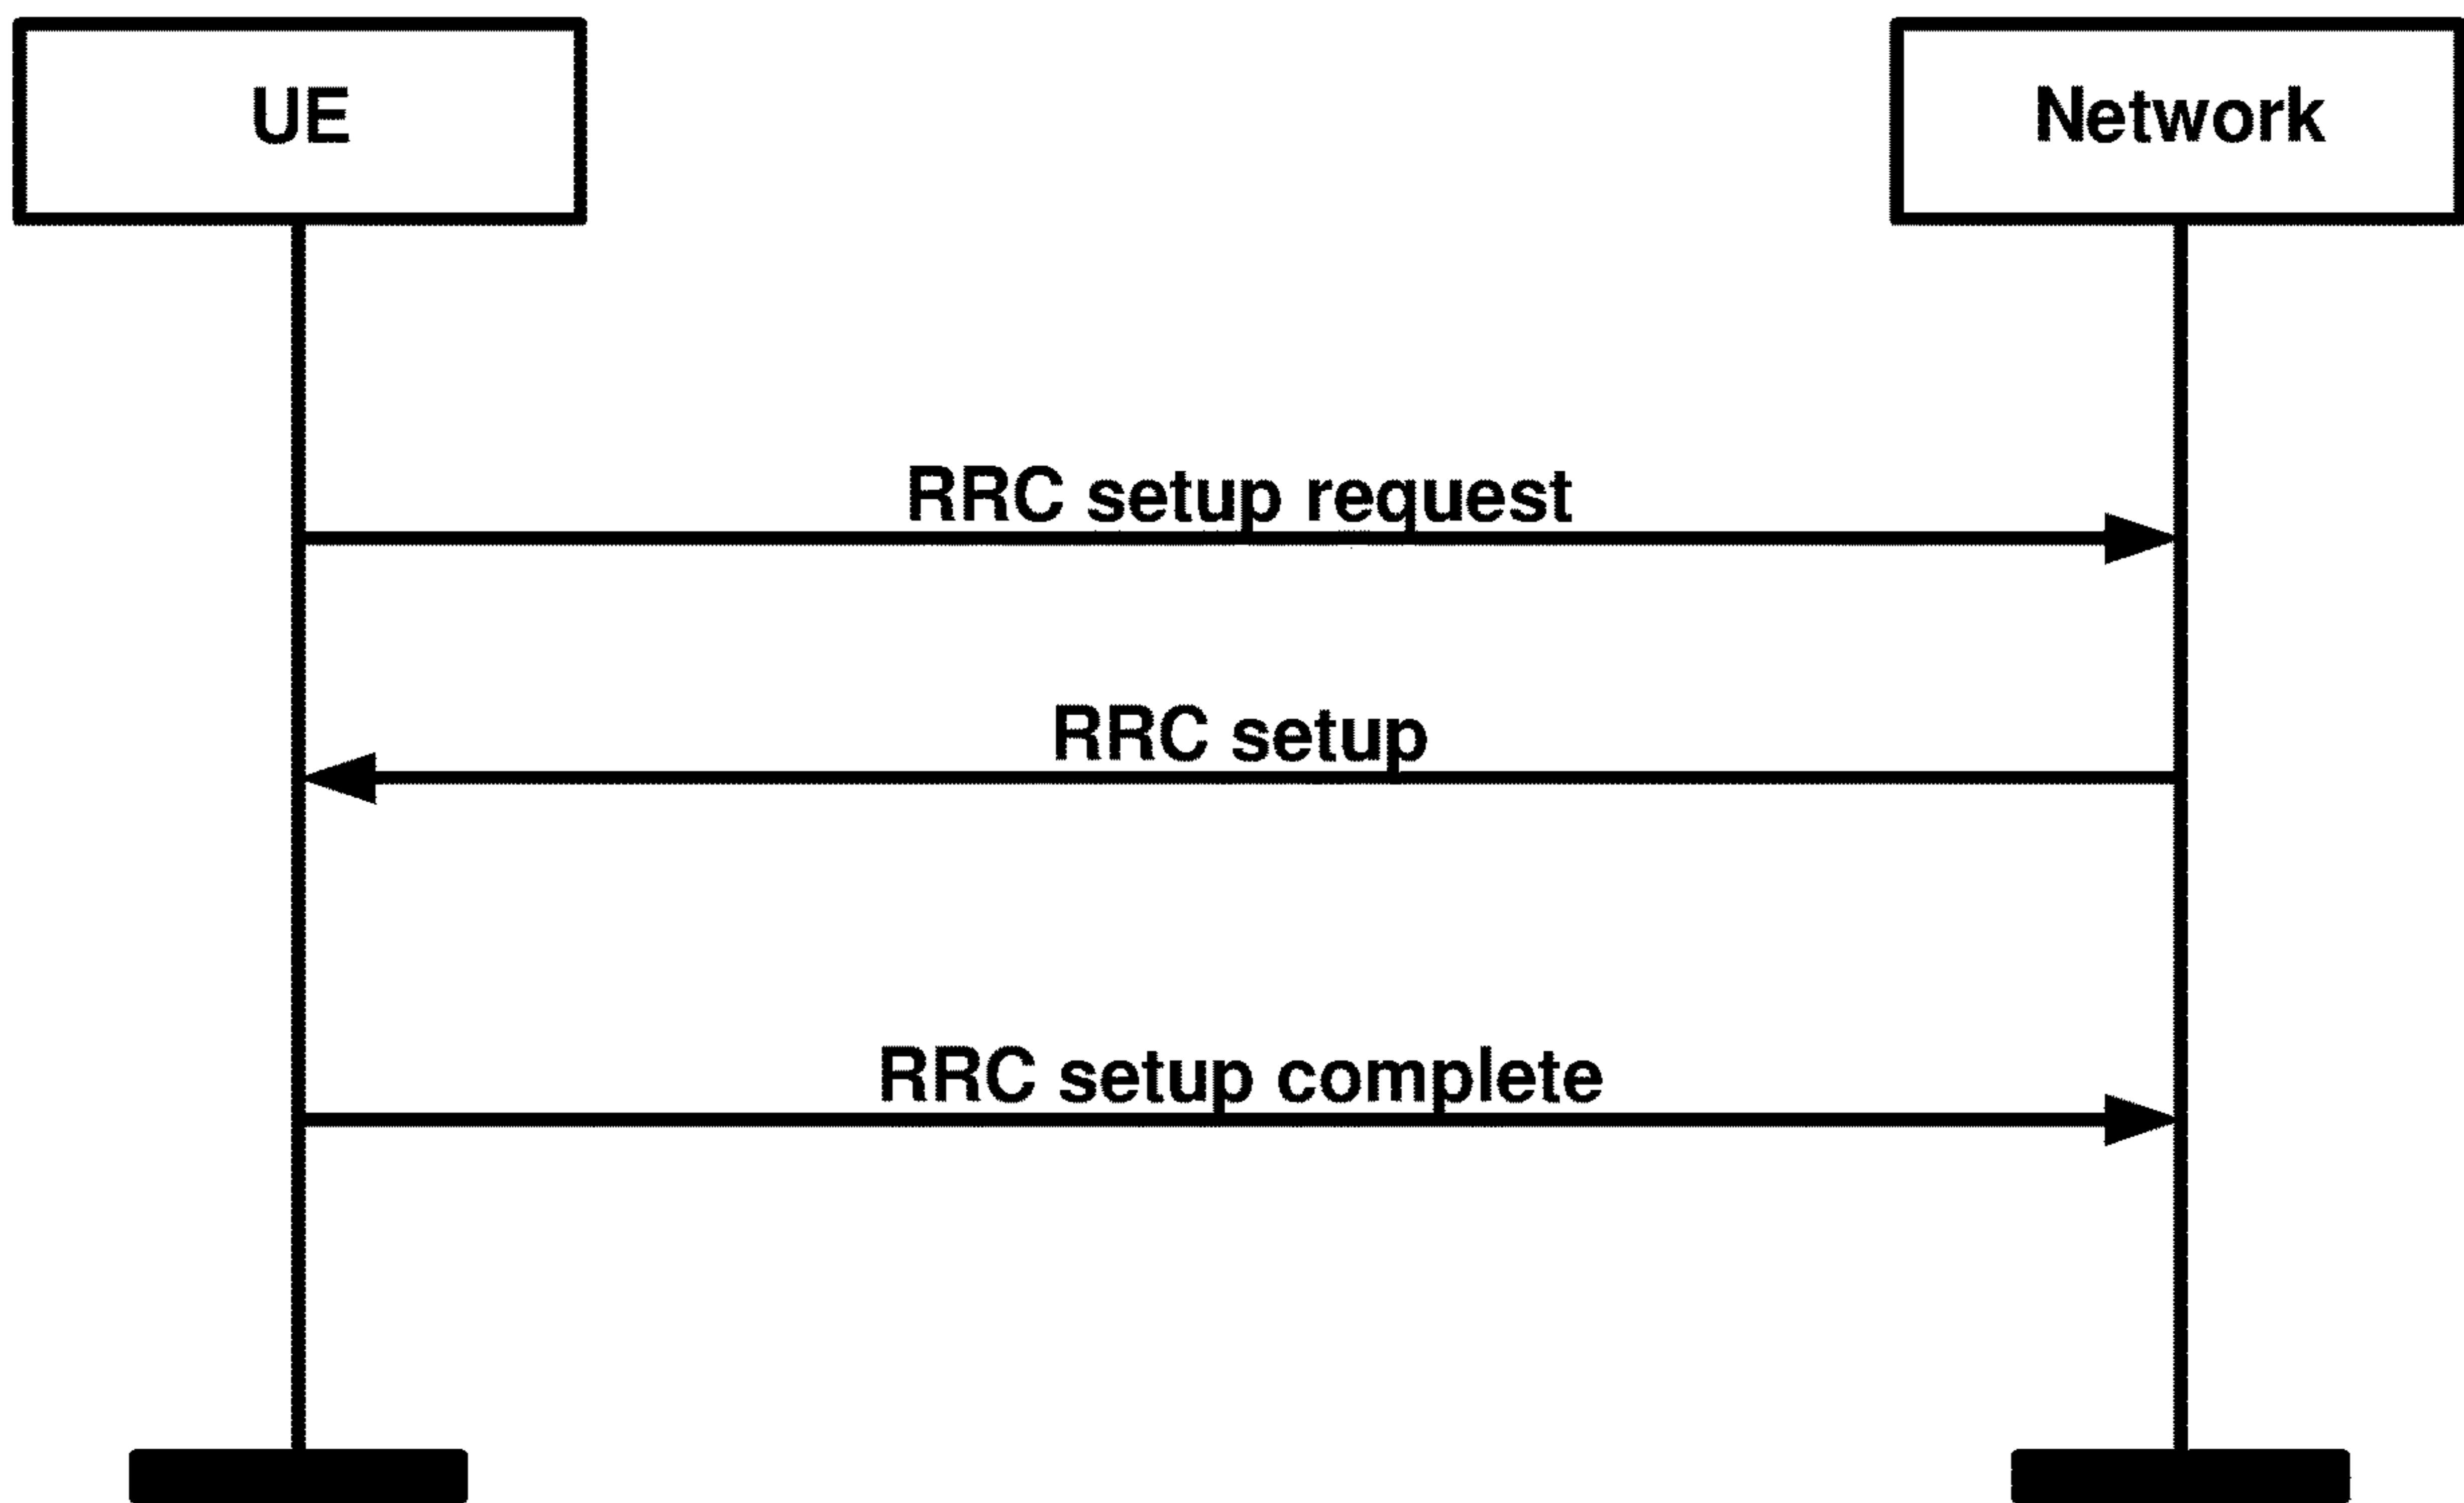 UE
Network
RRC setup request
RRC setup
RRC setup complete